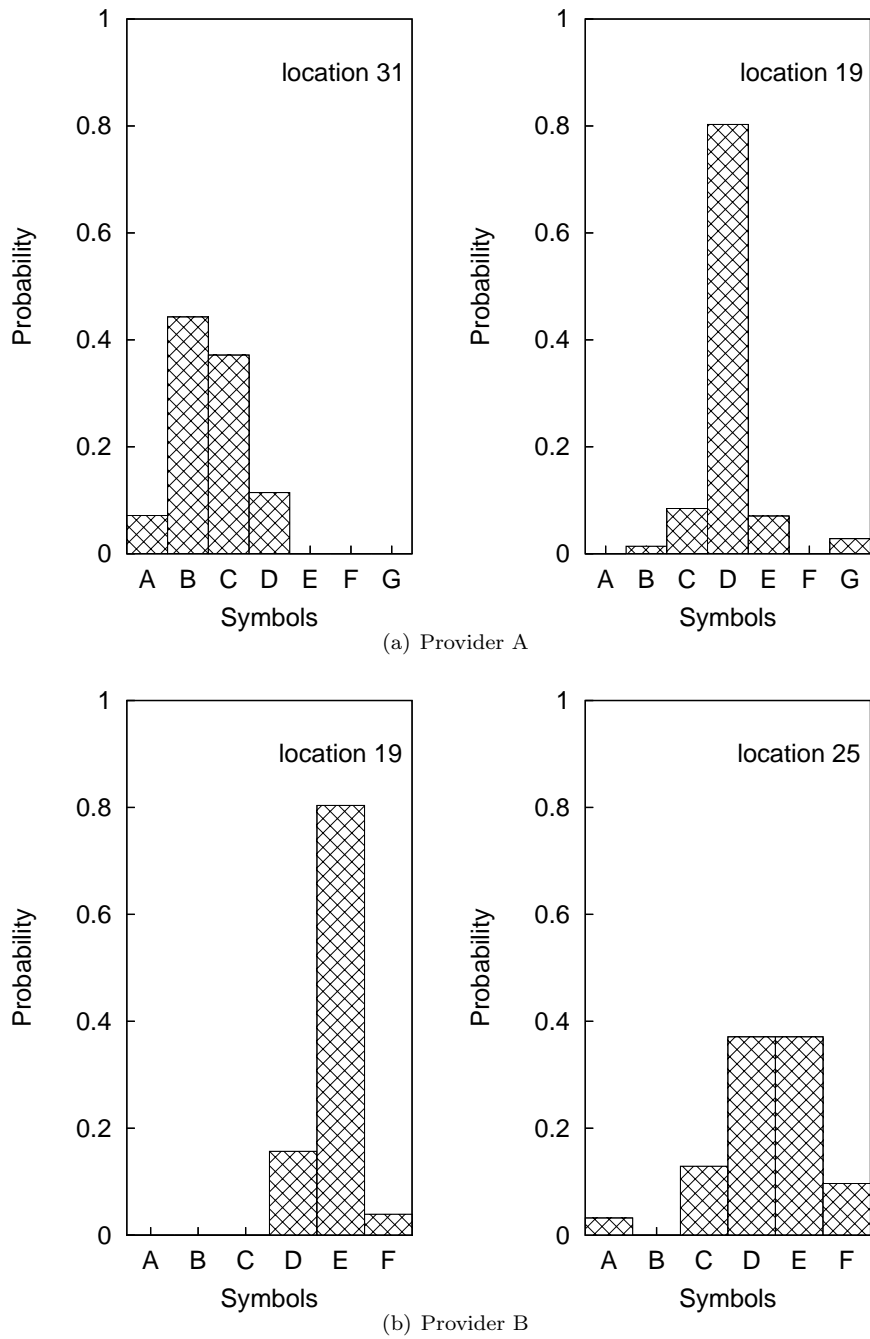 1
0.8
0.6
0.4
0.2
0
Probability
location 31
A B C D E F G
Symbols
1
0.8
0.6
0.4
0.2
0
Probability
location 19
A B C D E F G
Symbols
(a) Provider A
1
0.8
0.6
0.4
0.2
0
Probability
location 19
A B C D E F
Symbols
1
0.8
0.6
0.4
0.2
0
Probability
location 25
A B C D E F
Symbols
(b) Provider B